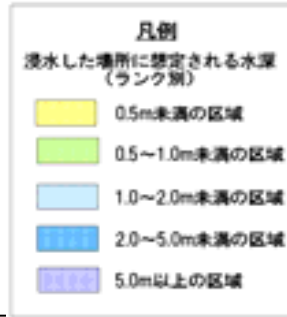 凡例
浸水した場所に想定される水深
(ランク別)
0.5m未満の区域
0.5～1.0m未満の区域
1.0～2.0m未満の区域
2.0～5.0m未満の区域
5.0m以上の区域